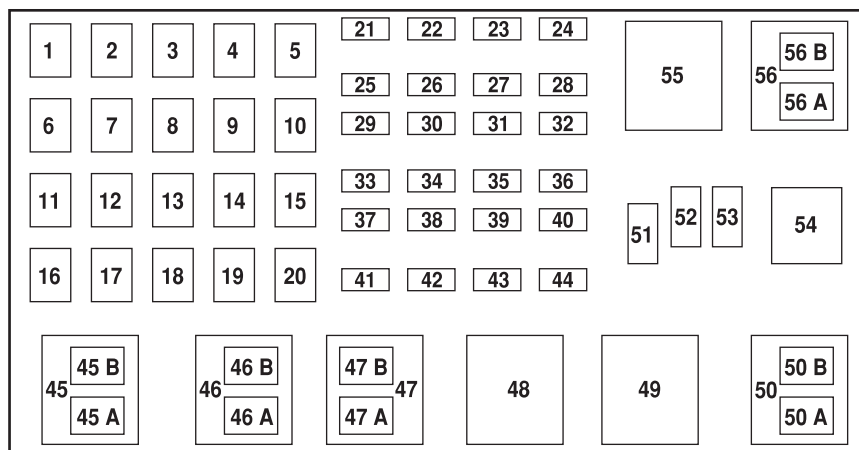 21 22 23 24
1 2 3 4 5
56 B
55 56
56 A
25 26 27 28
6 7 8 9 10
29 30 31 32
33 34 35 36
11 12 13 14 15
37 38 39 40
51 52 53 54
16 17 18 19 20
41 42 43 44
45 B 46 B 47 B 50 B
45 46 47 48 49 50
45 A 46 A 47 A 50 A